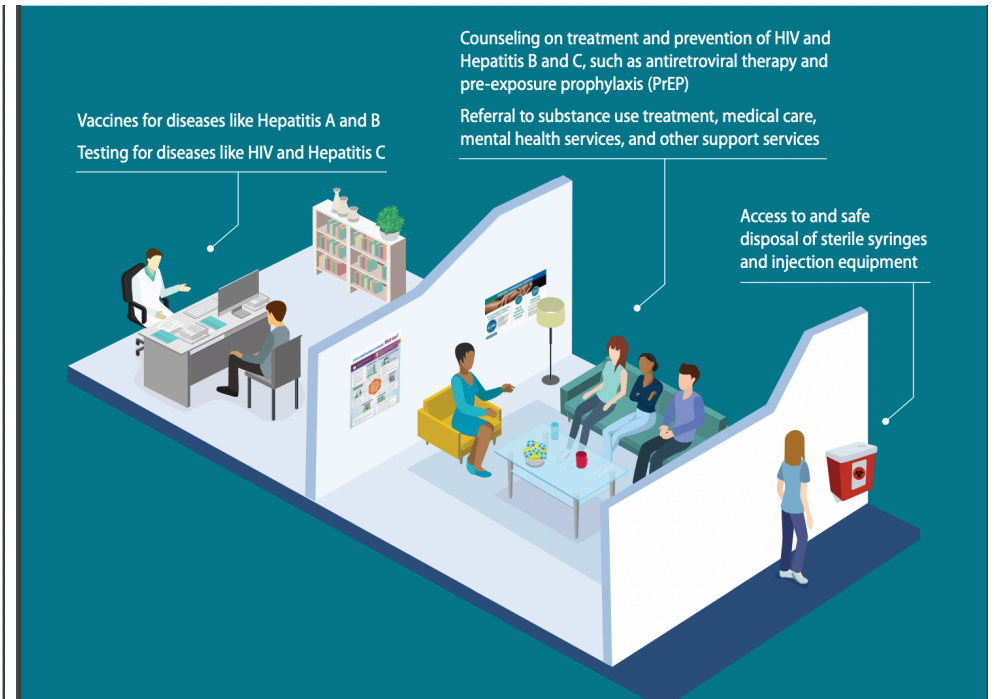 Counseling on treatment and prevention of HIV and
Hepatitis B and C, such as antiretroviral therapy and
pre-exposure prophylaxis (PrEP)
Referral to substance use treatment, medical care,
mental health services, and other support services
Vaccines for diseases like Hepatitis A and B
Testing for diseases like HIV and Hepatitis C
Access to and safe
disposal of sterile syringes
and injection equipment